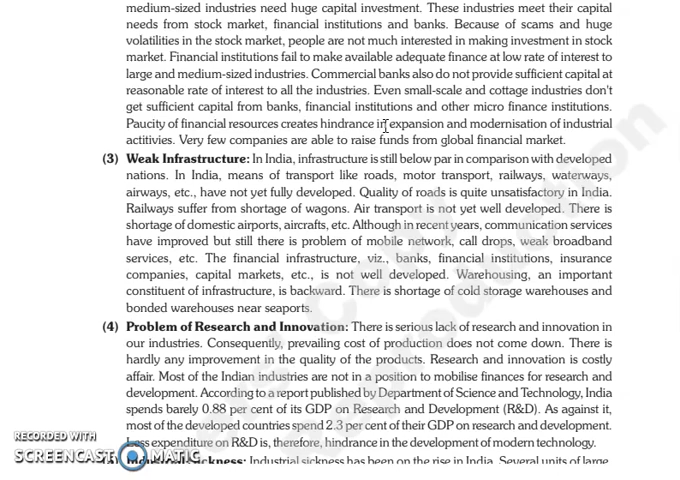 medium-sized industries need huge capital investment. These industries meet their capital
needs from stock market, financial institutions and banks. Because of scams and huge
volatilities in the stock market, people are not much interested in making investment in stock
market. Financial institutions fail to make available adequate finance at low rate of interest to
large and medium-sized industries. Commercial banks also do not provide sufficient capital at
reasonable rate of interest to all the industries. Even small-scale and cottage industries don't
get sufficient capital from banks, financial institutions and other micro finance institutions.
Paucity of financial resources creates hindrance in expansion and modernisation of industrial
actitivies. Very few companies are able to raise funds from global financial market.
(3) Weak Infrastructure: In India, infrastructure is still below par in comparison with developed
nations. In India, means of transport like roads, motor transport, railways, waterways,
airways, etc., have not yet fully developed. Quality of roads is quite unsatisfactory in India.
Railways suffer from shortage of wagons. Air transport is not yet well developed. There is
shortage of domestic airports, aircrafts, etc. Although in recent years, commnication services
have improved but still there is problem of mobile network, call drops, weak broadband
services, etc. The financial infrastructure, viz., banks, financial institutions, insurance
companies, capital markets, etc., is not well developed. Warehousing, an important
constituent of infrastructure, is backward. There is shortage of cold storage warehouses and
bonded warehouses near seaports.
(4) Problem of Research and Innovation: There is serious lack of research and innovation in
our industries. Consequently, prevailing cost of production does not come down. There is
hardly any improvement in the quality of the products. Research and innovation is costly
affair. Most of the Indian industries are not in a position to mobilise finances for research and
development. According to a report published by Department of Science and Technology, India
spends barely 0.88 per cent of its GDP on Research and Development (R&D). As against it,
most of the developed countries spend 2.3 per cent of their GDP on research and development.
Less expenditure on R&D is, therefore, hindrance in the development of modern technology.
Industrial sickness has been on the rise in India. Several units of large
RECORDED WITH
SCREENCAST MATIC
Copy